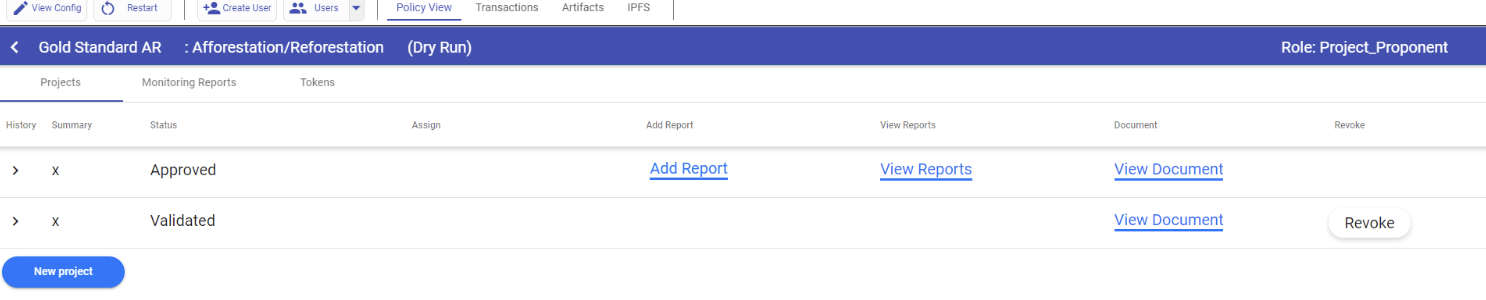 View Config Restart Create User Users Policy View Transactions Artifacts IPFS
Gold Standard AR : Afforestation/Reforestation (Dry Run) Role: Project_Proponent
Projects Monitoring Reports Tokens
History Summary Status Assign Add Report View Reports Document Revoke
x Approved Add Report View Reports View Document
x Validated View Document Revoke
New project